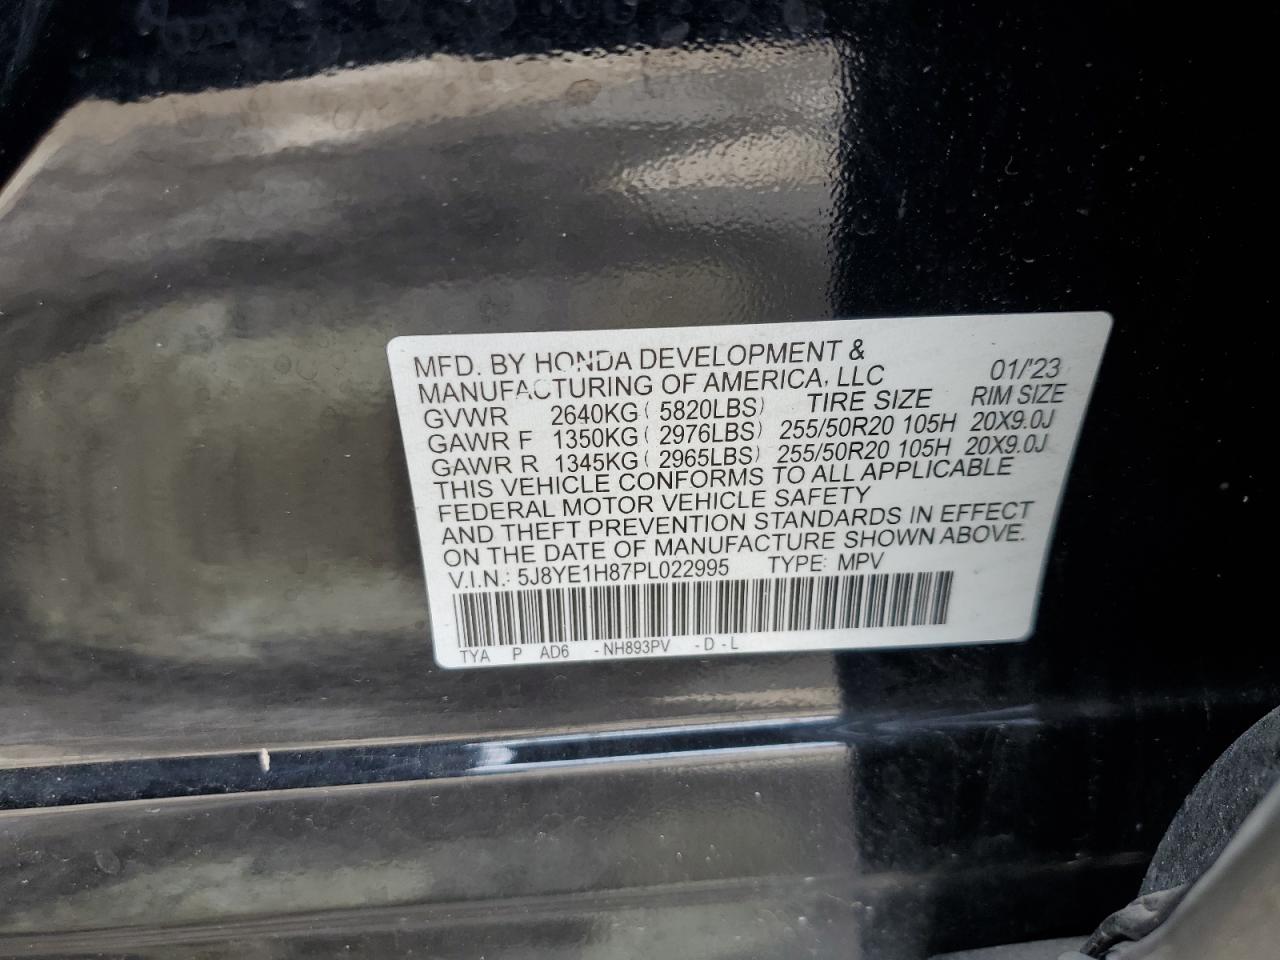 MFD. BY HONDA DEVELOPMENT &
MANUFACTURING OF AMERICA, LLC 01/'23
GVWR 2640KG ( 5820LBS) TIRE SIZE RIM SIZE
GAWR F 1350KG ( 2976LBS) 255/50R20 105H 20X9.0J
GAWR R 1345KG ( 2965LBS) 255/50R20 105H 20X9.0J
THIS VEHICLE CONFORMS TO ALL APPLICABLE
FEDERAL MOTOR VEHICLE SAFETY
AND THEFT PREVENTION STANDARDS IN EFFECT
ON THE DATE OF MANUFACTURE SHOWN ABOVE.
V.I.N.: 5J8YE1H87PL022995 TYPE: MPV
TYA P AD6 -NH893PV -D-L